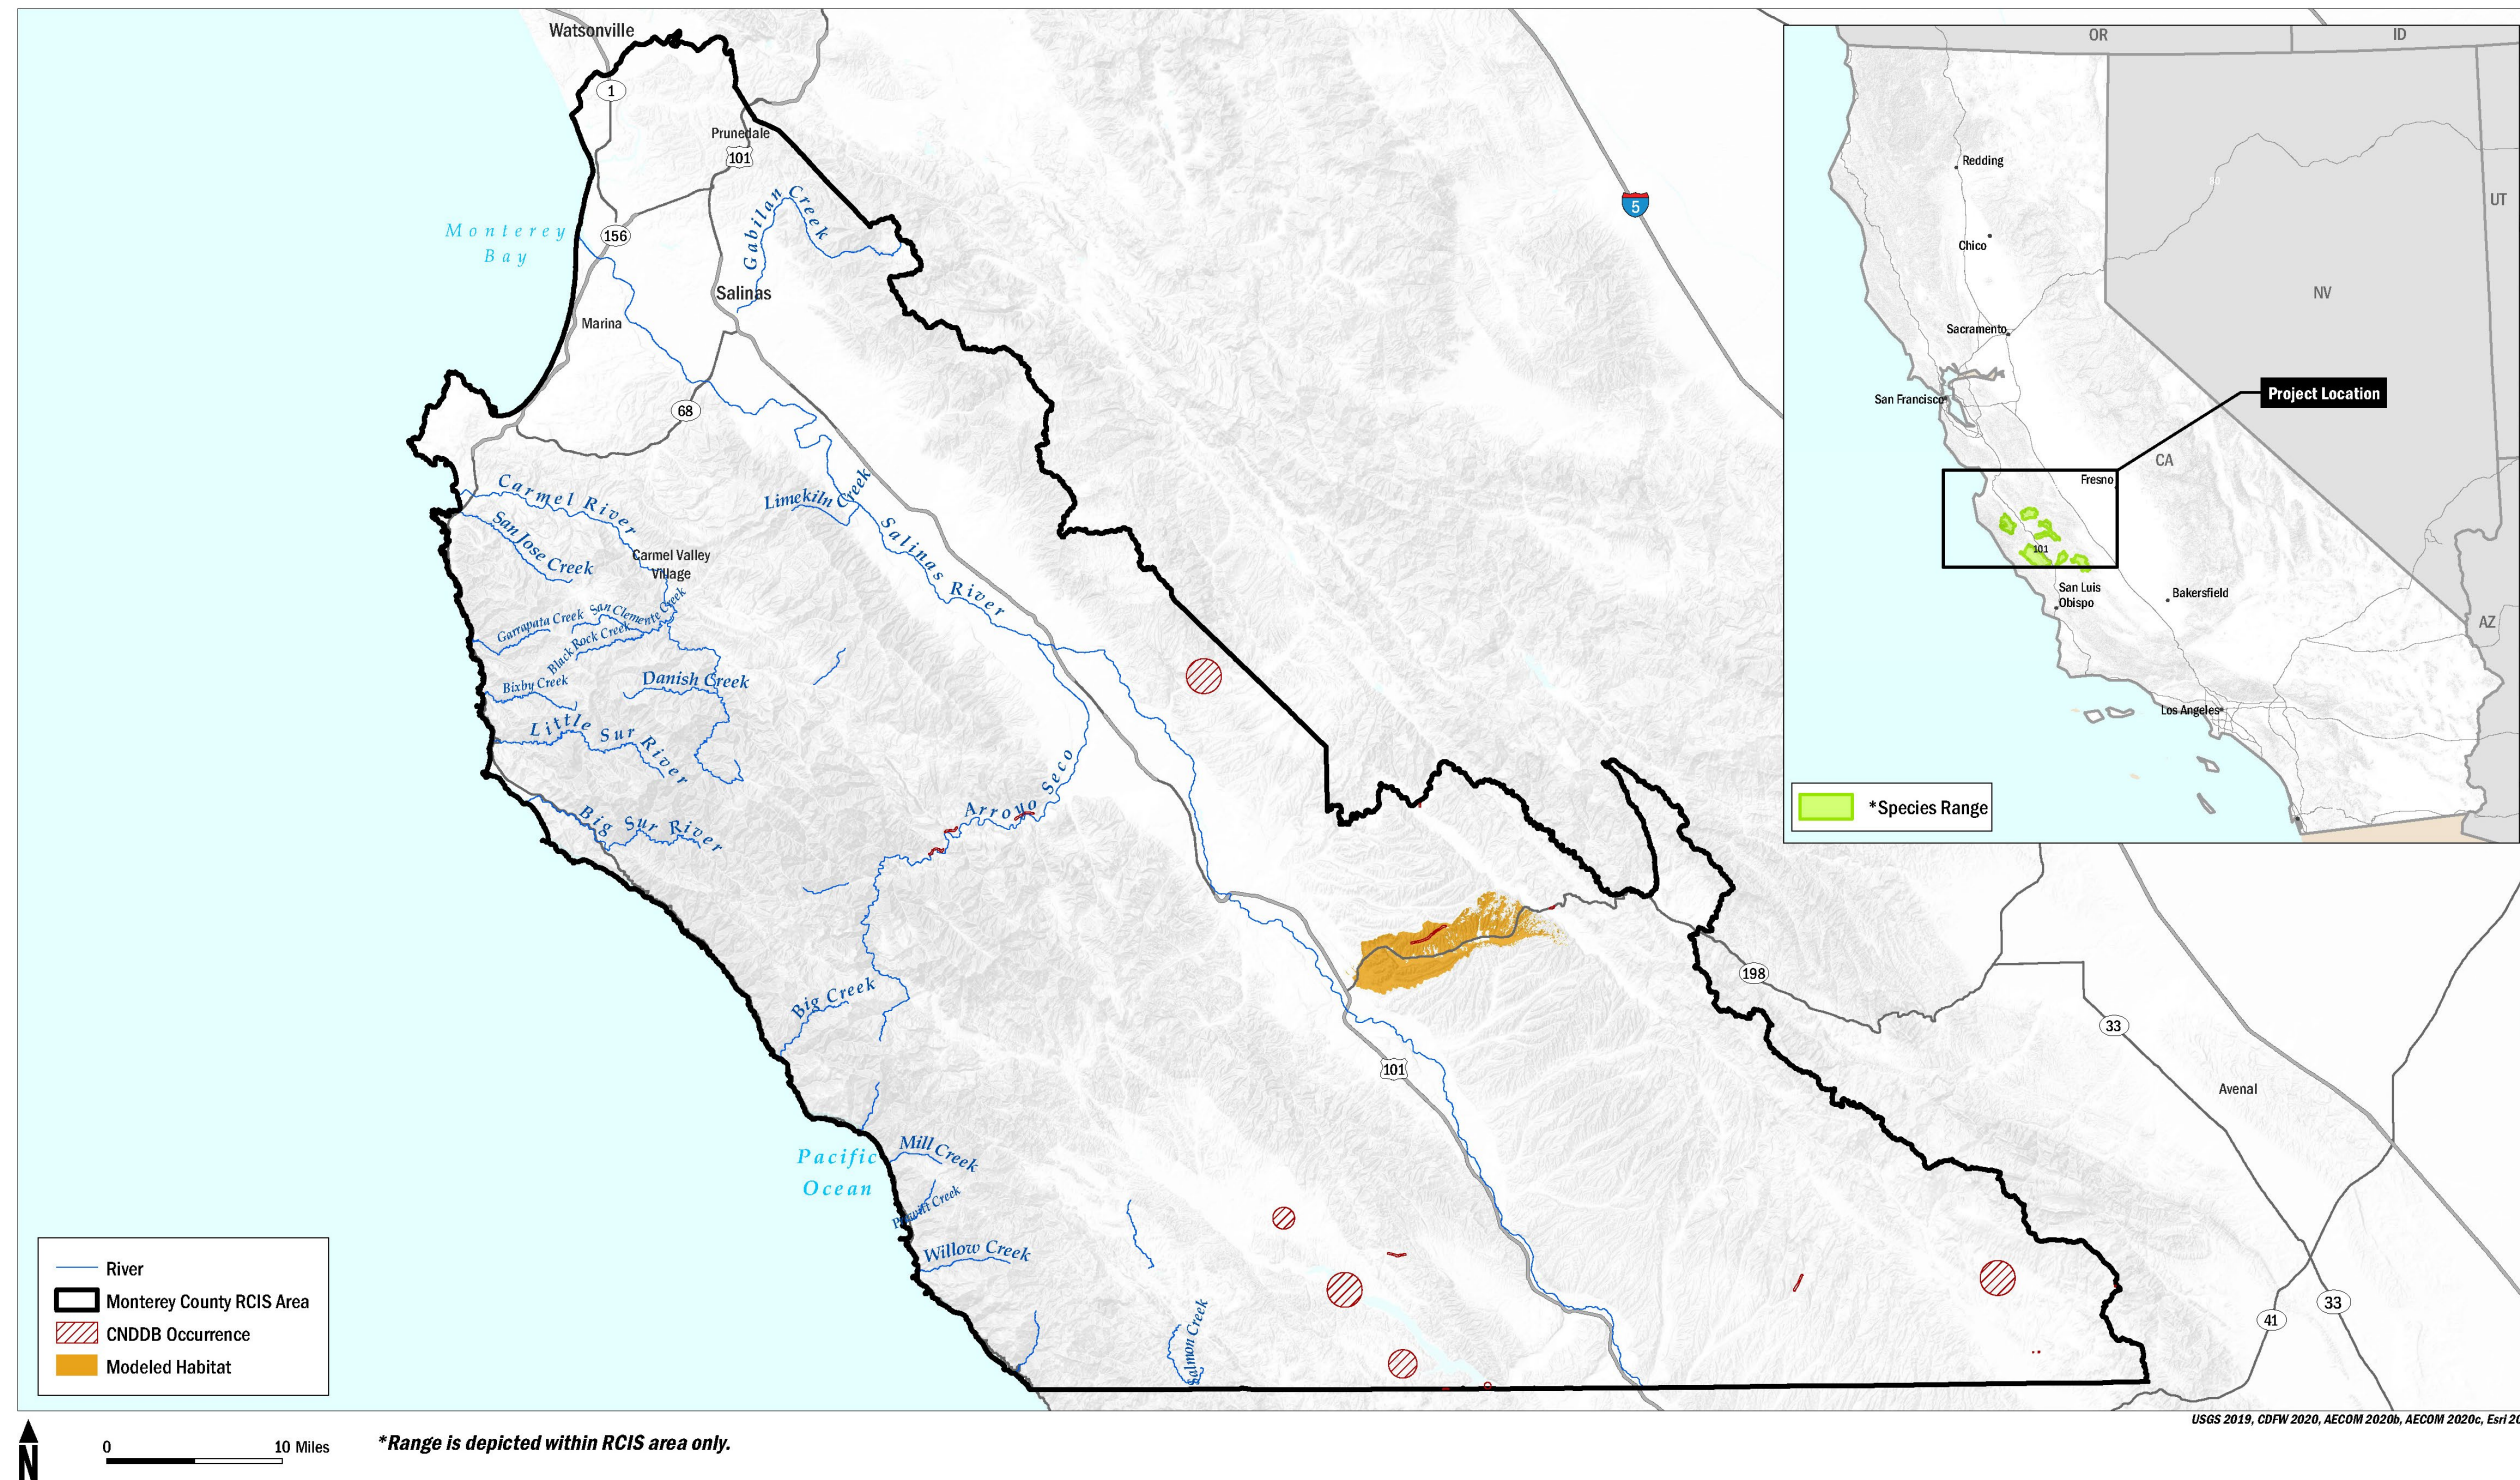 Watsonville
1
Prunedale
101
Monterey
Bay
156
Gabilan Creek
Salinas
Marina
68
Carmel River
San Jose Creek
Limekiln Creek
Salinas River
Carmel Valley
Village
Garrapata Creek
San Clemente Creek
Black Rock Creek
Bixby Creek
Danish Creek
Little Sur River
Big Sur River
Arroyo Seco
Big Creek
5
198
33
101
Avenal
Pacific
Ocean
Mill Creek
Creek
Willow Creek
Salmon Creek
41
33
OR
ID
Redding
UT
Chico
NV
Sacramento
San Francisco
Project Location
CA
Fresno
101
San Luis
Obispo
Bakersfield
AZ
Los Angeles
*Species Range
River
Monterey County RCIS Area
CNDDB Occurrence
Modeled Habitat
USGS 2019, CDFW 2020, AECOM 2020b, AECOM 2020c, Esri
N
0 10 Miles
*Range is depicted within RCIS area only.